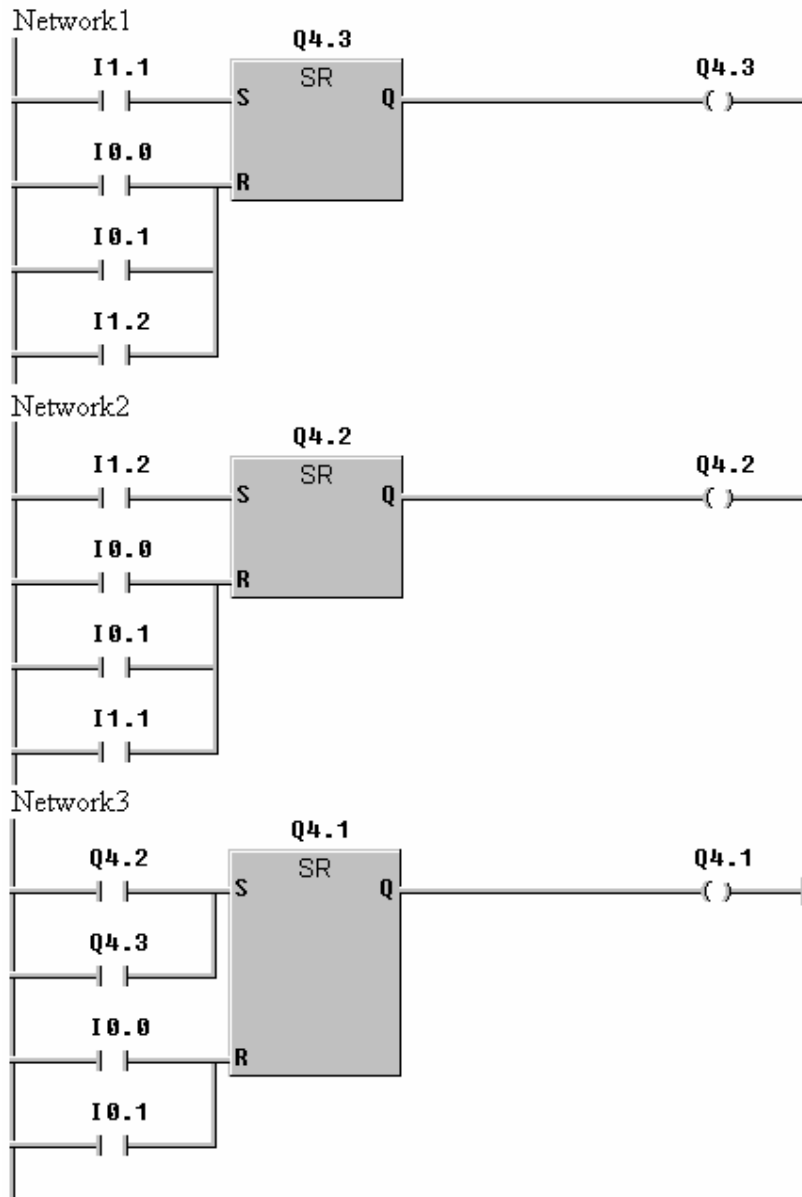 Network1
Q4.3
I1.1 SR Q4.3
S Q
I0.0
R
I0.1
I1.2
Network2
Q4.2
I1.2 SR Q4.2
S Q
I0.0
R
I0.1
I1.1
Network3
Q4.1
Q4.2 SR Q4.1
S Q
Q4.3
I0.0
R
I0.1